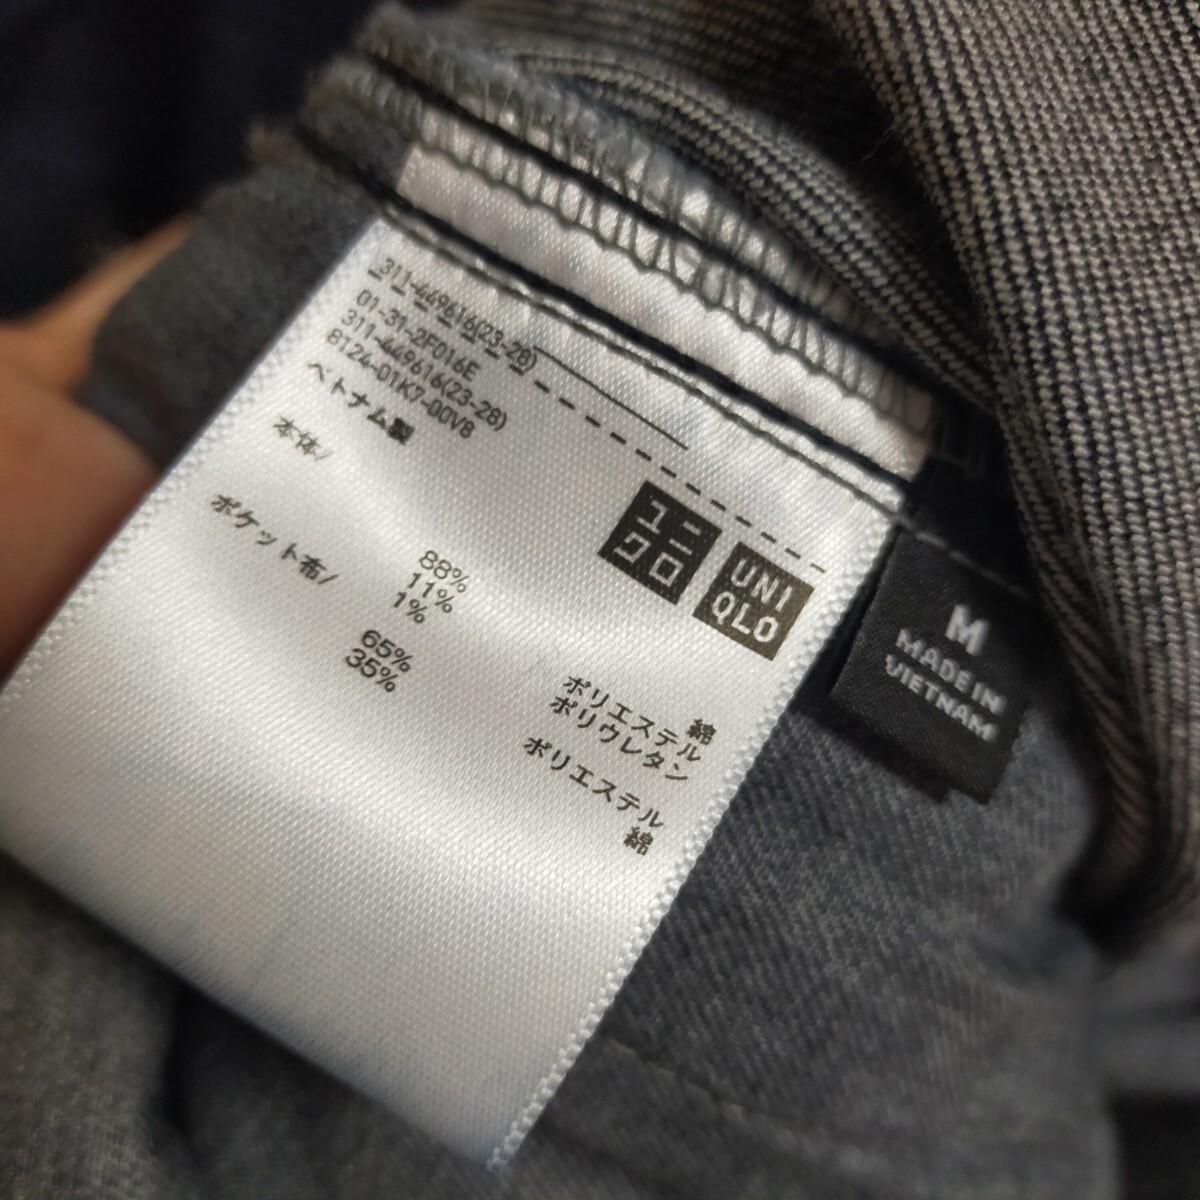 311-449616(23-28)
01-31-2F016E
311-449616(23-28)
8124-01K7-00V8
ベトナム製
本体/
88% 綿
11% ポリエステル
1% ポリウレタン
ポケット布/
65% ポリエステル
35% 綿
ユニ
クロ
UNI
QLO
M
MADE IN
VIETNAM